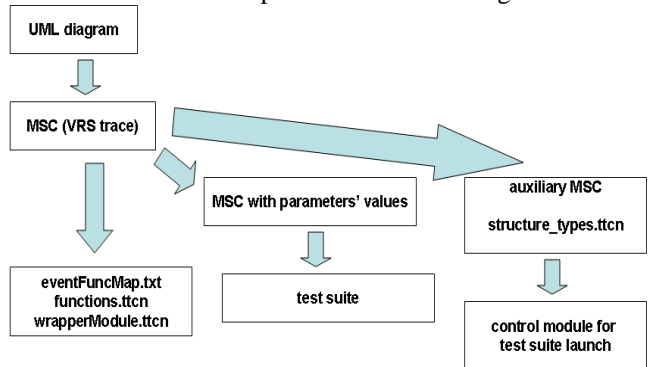 UML diagram
MSC (VRS trace)
MSC with parameters' values
auxiliary MSC
structure_types.ttcn
eventFuncMap.txt
functions.ttcn
wrapperModule.ttcn
test suite
control module for
test suite launch